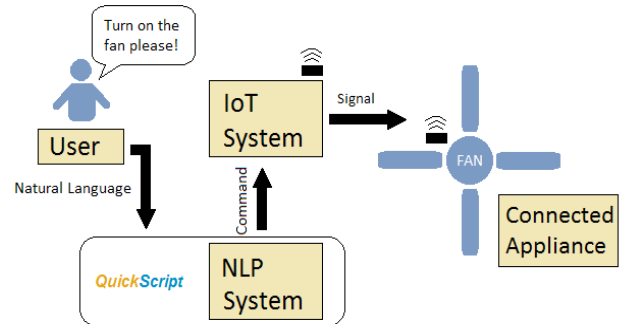 Turn on the
fan please!
User
Natural Language
QuickScript
NLP
System
Command
IoT
System
Signal
FAN
Connected
Appliance